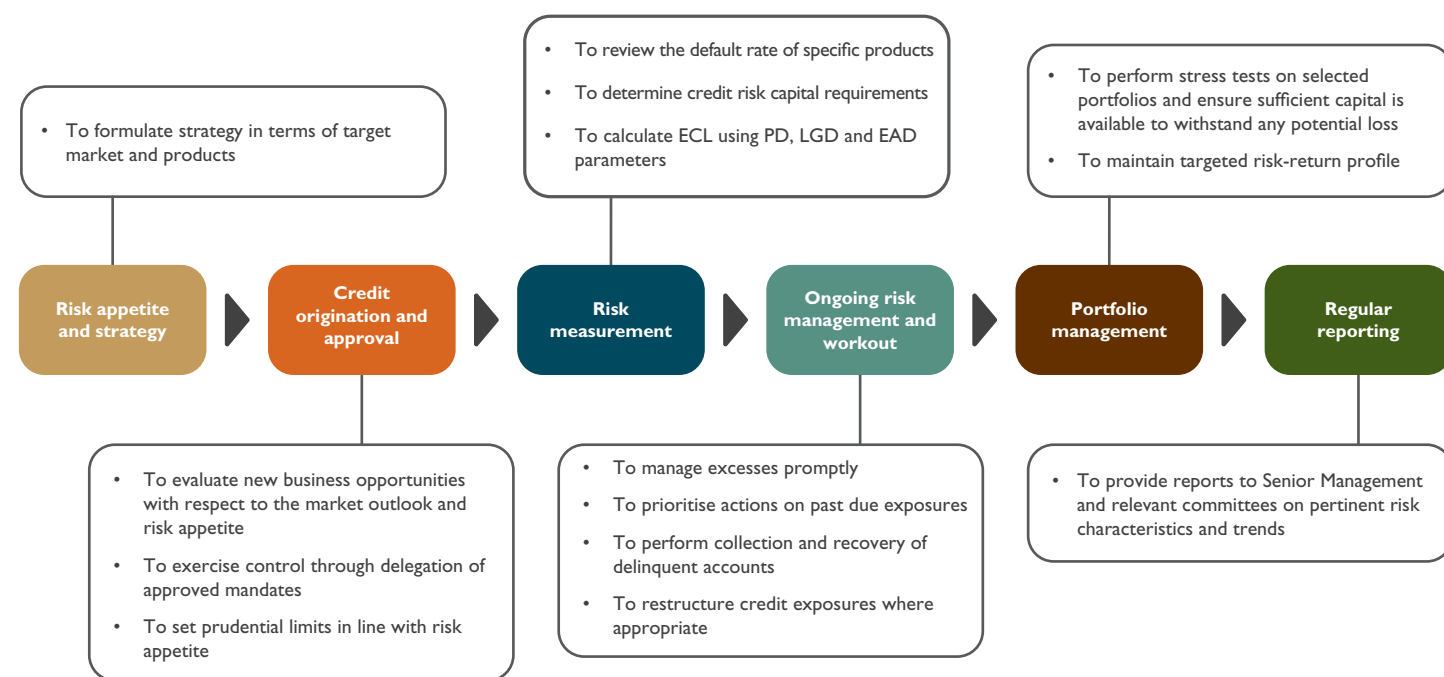 • To formulate strategy in terms of target
market and products
• To review the default rate of specific products
• To determine credit risk capital requirements
• To calculate ECL using PD, LGD and EAD
parameters
• To perform stress tests on selected
portfolios and ensure sufficient capital is
available to withstand any potential loss
• To maintain targeted risk-return profile
Risk appetite
and strategy
Credit
origination and
approval
Risk
measurement
Ongoing risk
management and
workout
Portfolio
management
Regular
reporting
• To evaluate new business opportunities
with respect to the market outlook and
risk appetite
• To exercise control through delegation of
approved mandates
• To set prudential limits in line with risk
appetite
• To manage excesses promptly
• To prioritise actions on past due exposures
• To perform collection and recovery of
delinquent accounts
• To restructure credit exposures where
appropriate
• To provide reports to Senior Management
and relevant committees on pertinent risk
characteristics and trends